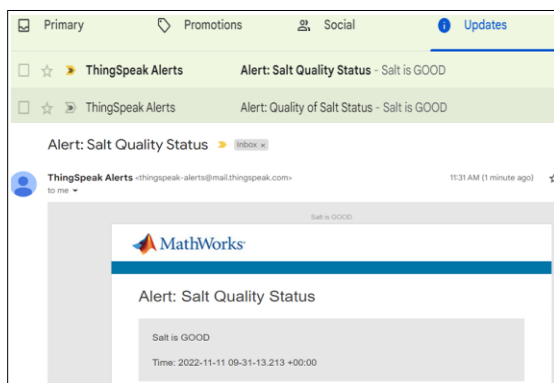 Primary Promotions Social Updates
ThingSpeak Alerts Alert: Salt Quality Status - Salt is GOOD
ThingSpeak Alerts Alert: Quality of Salt Status - Salt is GOOD
Alert: Salt Quality Status Inbox x
ThingSpeak Alerts <thingspeak-alerts@mail.thingspeak.com> 11:31 AM (1 minute ago)
to me
Salt is GOOD
MathWorks
Alert: Salt Quality Status
Salt is GOOD
Time: 2022-11-11 09-31-13.213 +00:00